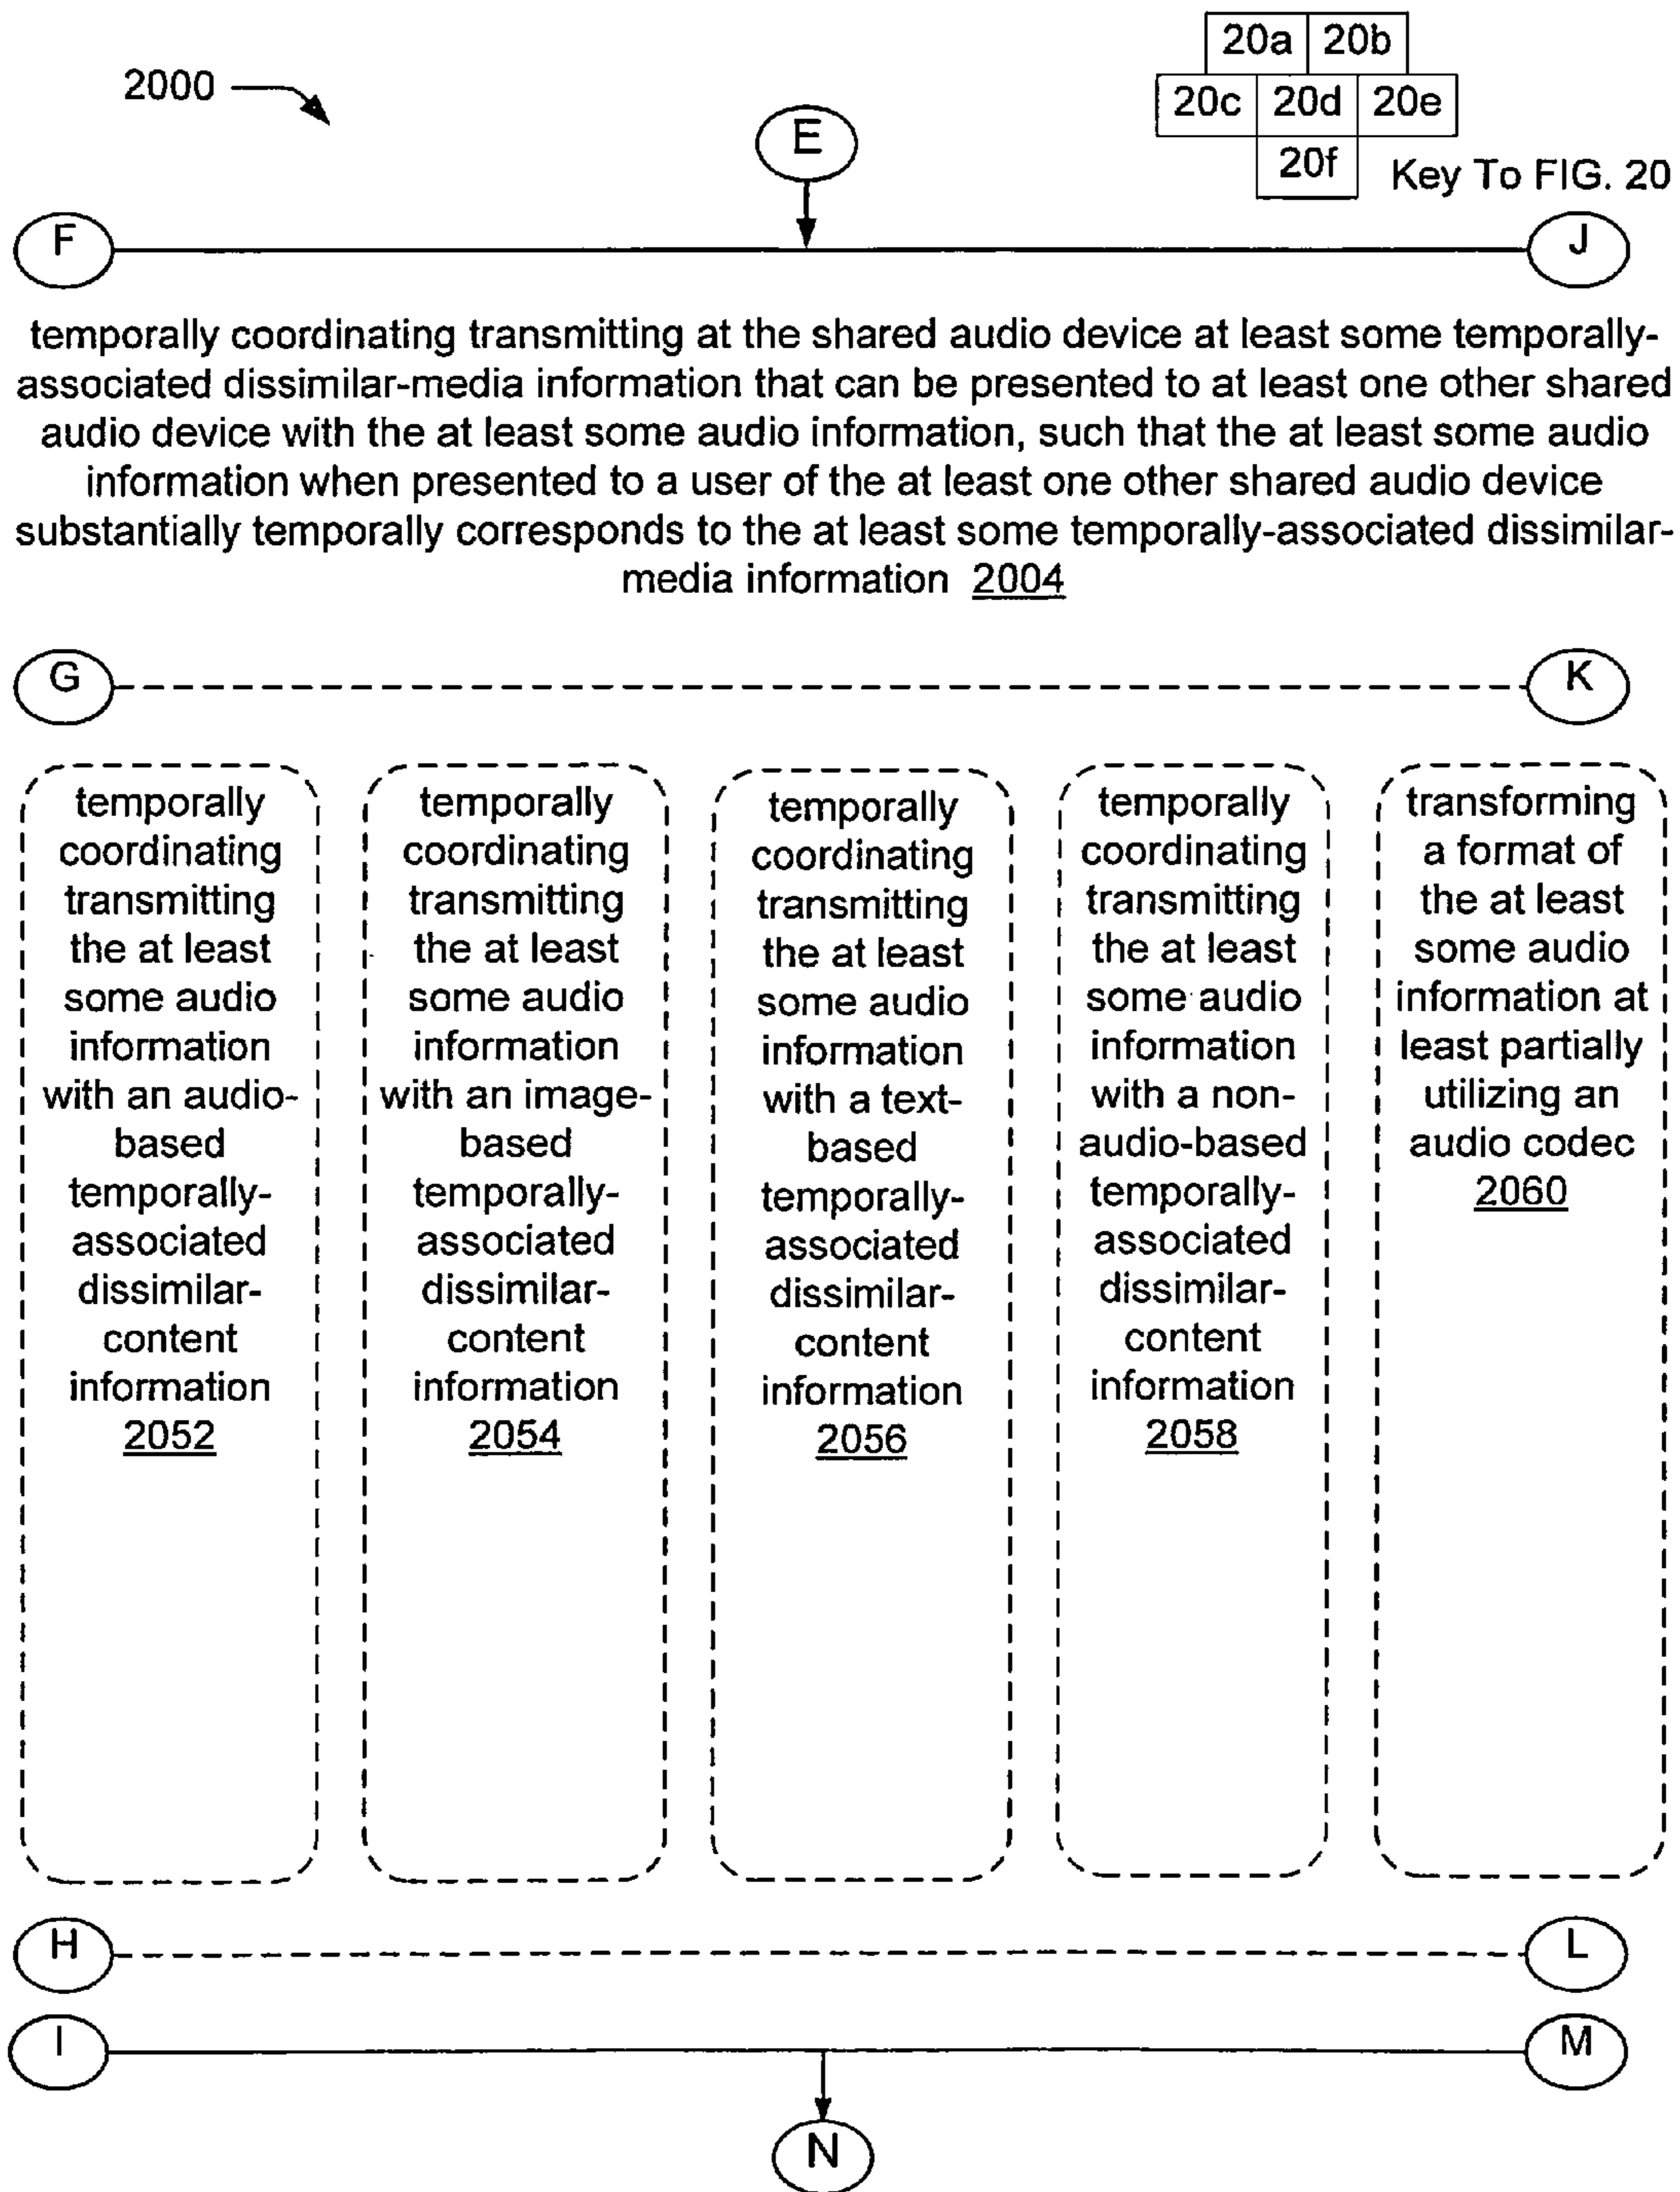 20a 20b
2000
20c 20d 20e
E
20f
Key To FIG. 20
F
J
temporally coordinating transmitting at the shared audio device at least some temporally-
associated dissimilar-media information that can be presented to at least one other shared
audio device with the at least some audio information, such that the at least some audio
information when presented to a user of the at least one other shared audio device
substantially temporally corresponds to the at least some temporally-associated dissimilar-
media information 2004
G
K
temporally
coordinating
transmitting
the at least
some audio
information
with an audio-
based
temporally-
associated
dissimilar-
content
information
2052
temporally
coordinating
transmitting
the at least
some audio
information
with an image-
based
temporally-
associated
dissimilar-
content
information
2054
temporally
coordinating
transmitting
the at least
some audio
information
with a text-
based
temporally-
associated
dissimilar-
content
information
2056
temporally
coordinating
transmitting
the at least
some audio
information
with a non-
audio-based
temporally-
associated
dissimilar-
content
information
2058
transforming
a format of
the at least
some audio
information at
least partially
utilizing an
audio codec
2060
H
L
I
M
N